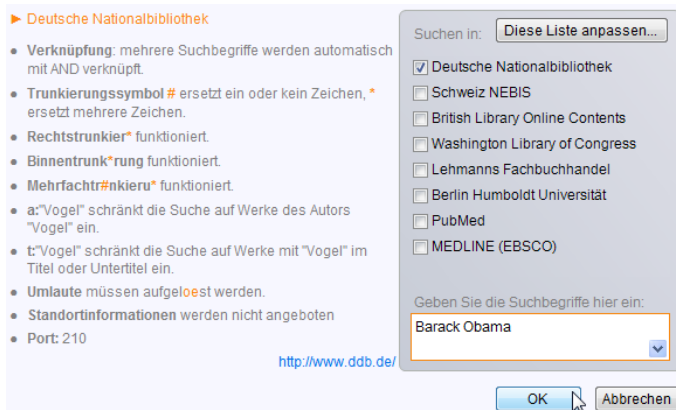 Deutsche Nationalbibliothek
Verknüpfung: mehrere Suchbegriffe werden automatisch
mit AND verknüpft.
Trunkierungssymbol # ersetzt ein oder kein Zeichen, *
ersetzt mehrere Zeichen.
Rechtstrunkier* funktioniert.
Binnentrunk*rung funktioniert.
Mehrfachtr#nkieru* funktioniert.
a:"Vogel" schränkt die Suche auf Werke des Autors
"Vogel" ein.
t:"Vogel" schränkt die Suche auf Werke mit "Vogel" im
Titel oder Untertitel ein.
Umlaute müssen aufgeloest werden.
Standortinformationen werden nicht angeboten
Port: 210
http://www.ddb.de/
Suchen in: Diese Liste anpassen...
Deutsche Nationalbibliothek
Schweiz NEBIS
British Library Online Contents
Washington Library of Congress
Lehmanns Fachbuchhandel
Berlin Humboldt Universität
PubMed
MEDLINE (EBSCO)
Geben Sie die Suchbegriffe hier ein:
Barack Obama
OK Abbrechen